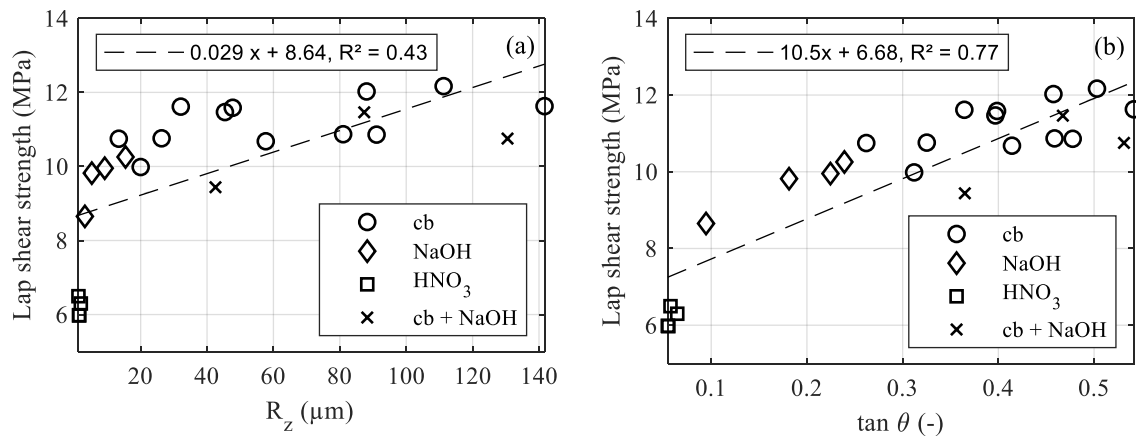 (a)
0.029 x + 8.64, R² = 0.43
Lap shear strength (MPa)
14
12
10
8
6
cb
NaOH
HNO₃
cb + NaOH
20 40 60 80 100 120 140
R_z (µm)
(b)
10.5x + 6.68, R² = 0.77
Lap shear strength (MPa)
14
12
10
8
6
cb
NaOH
HNO₃
cb + NaOH
0.1 0.2 0.3 0.4 0.5
tan θ (-)